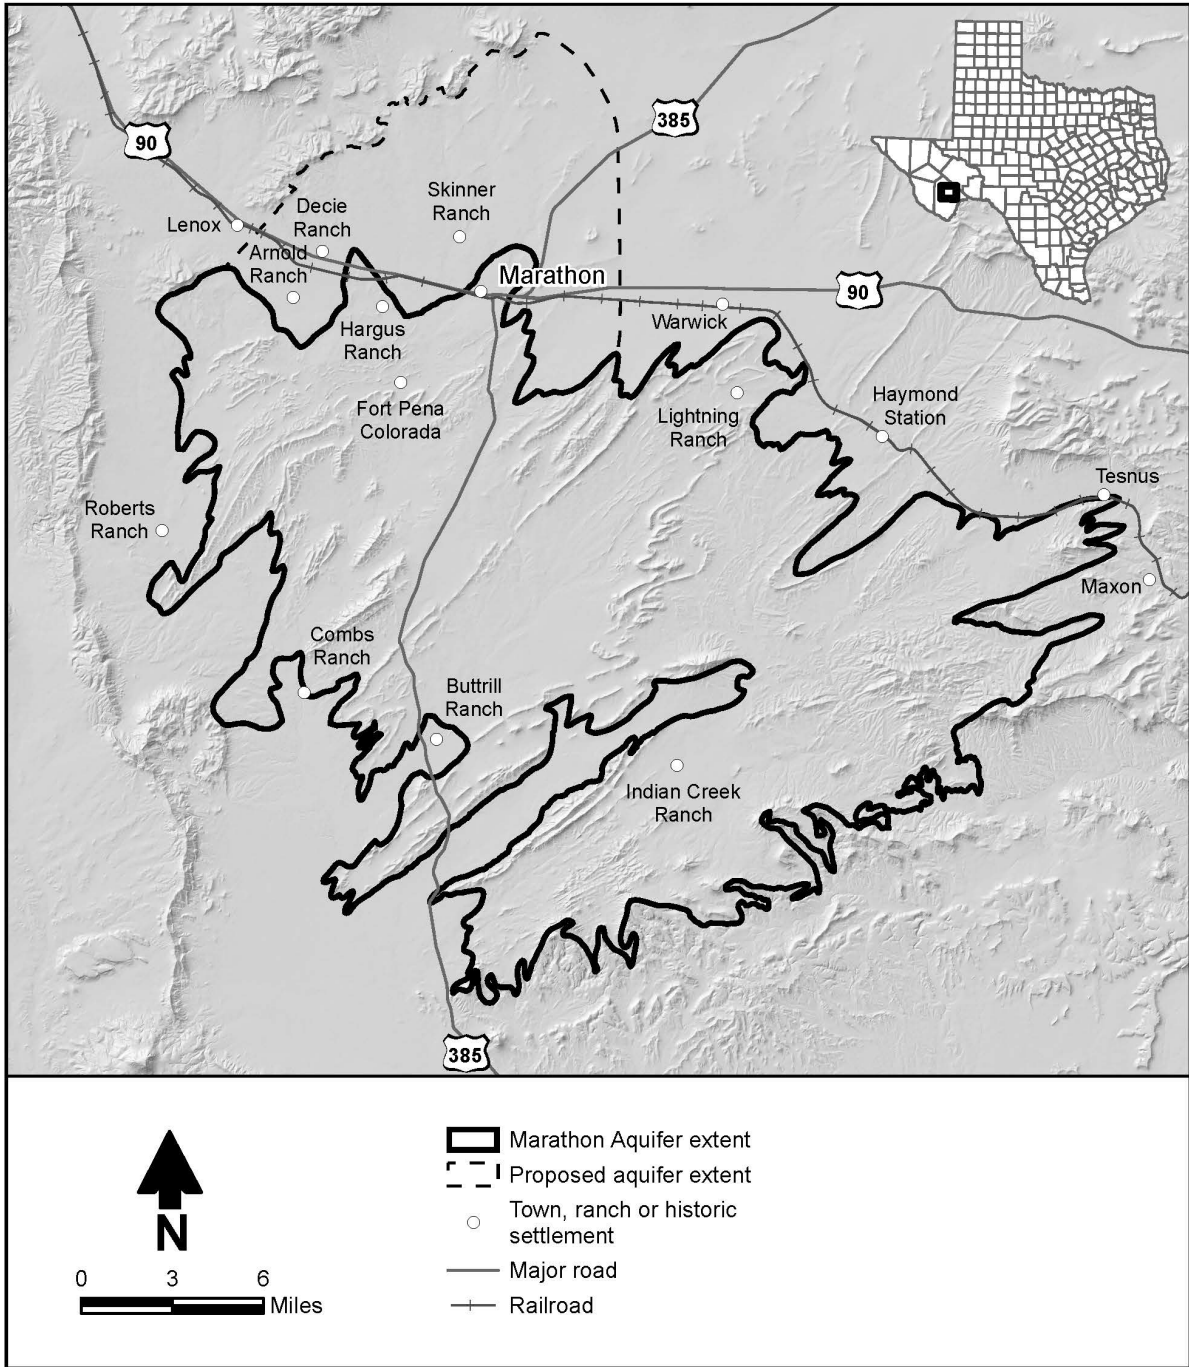 90
385
Skinner
Ranch
Decie
Ranch
Lenox
Arnold
Ranch
Marathon
90
Hargus
Ranch
Warwick
Fort Pena
Colorada
Lightning
Ranch
Haymond
Station
Tesnus
Roberts
Ranch
Maxon
Combs
Ranch
Buttrill
Ranch
Indian Creek
Ranch
385
N
0 3 6
Miles
Marathon Aquifer extent
Proposed aquifer extent
Town, ranch or historic
settlement
Major road
Railroad